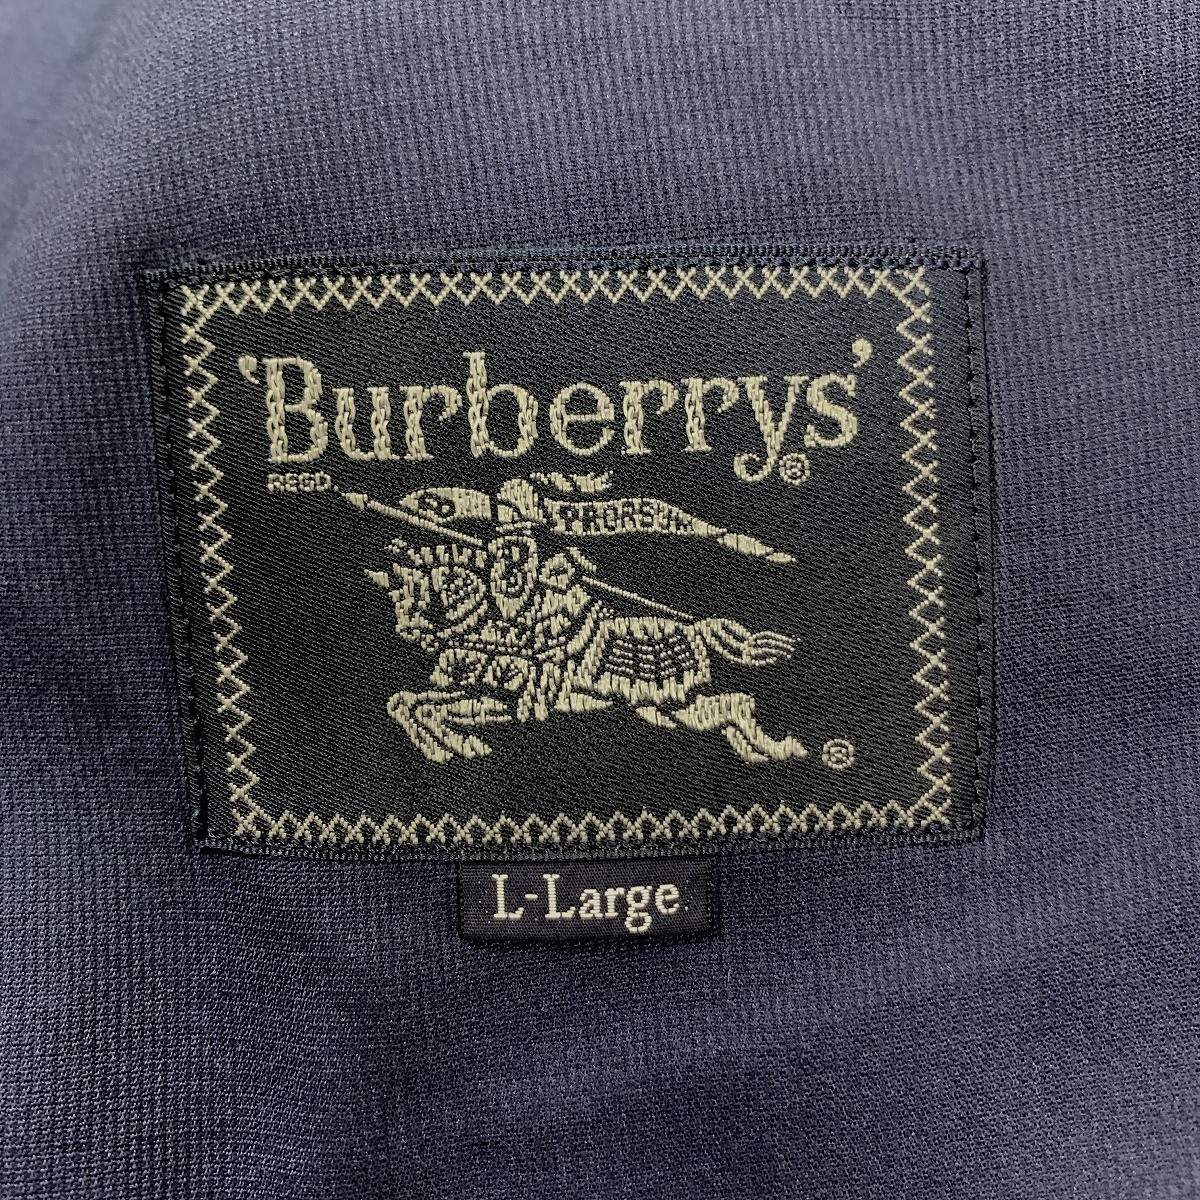 'Burberrys'®
REGD.
PRORSUM
®
L-Large